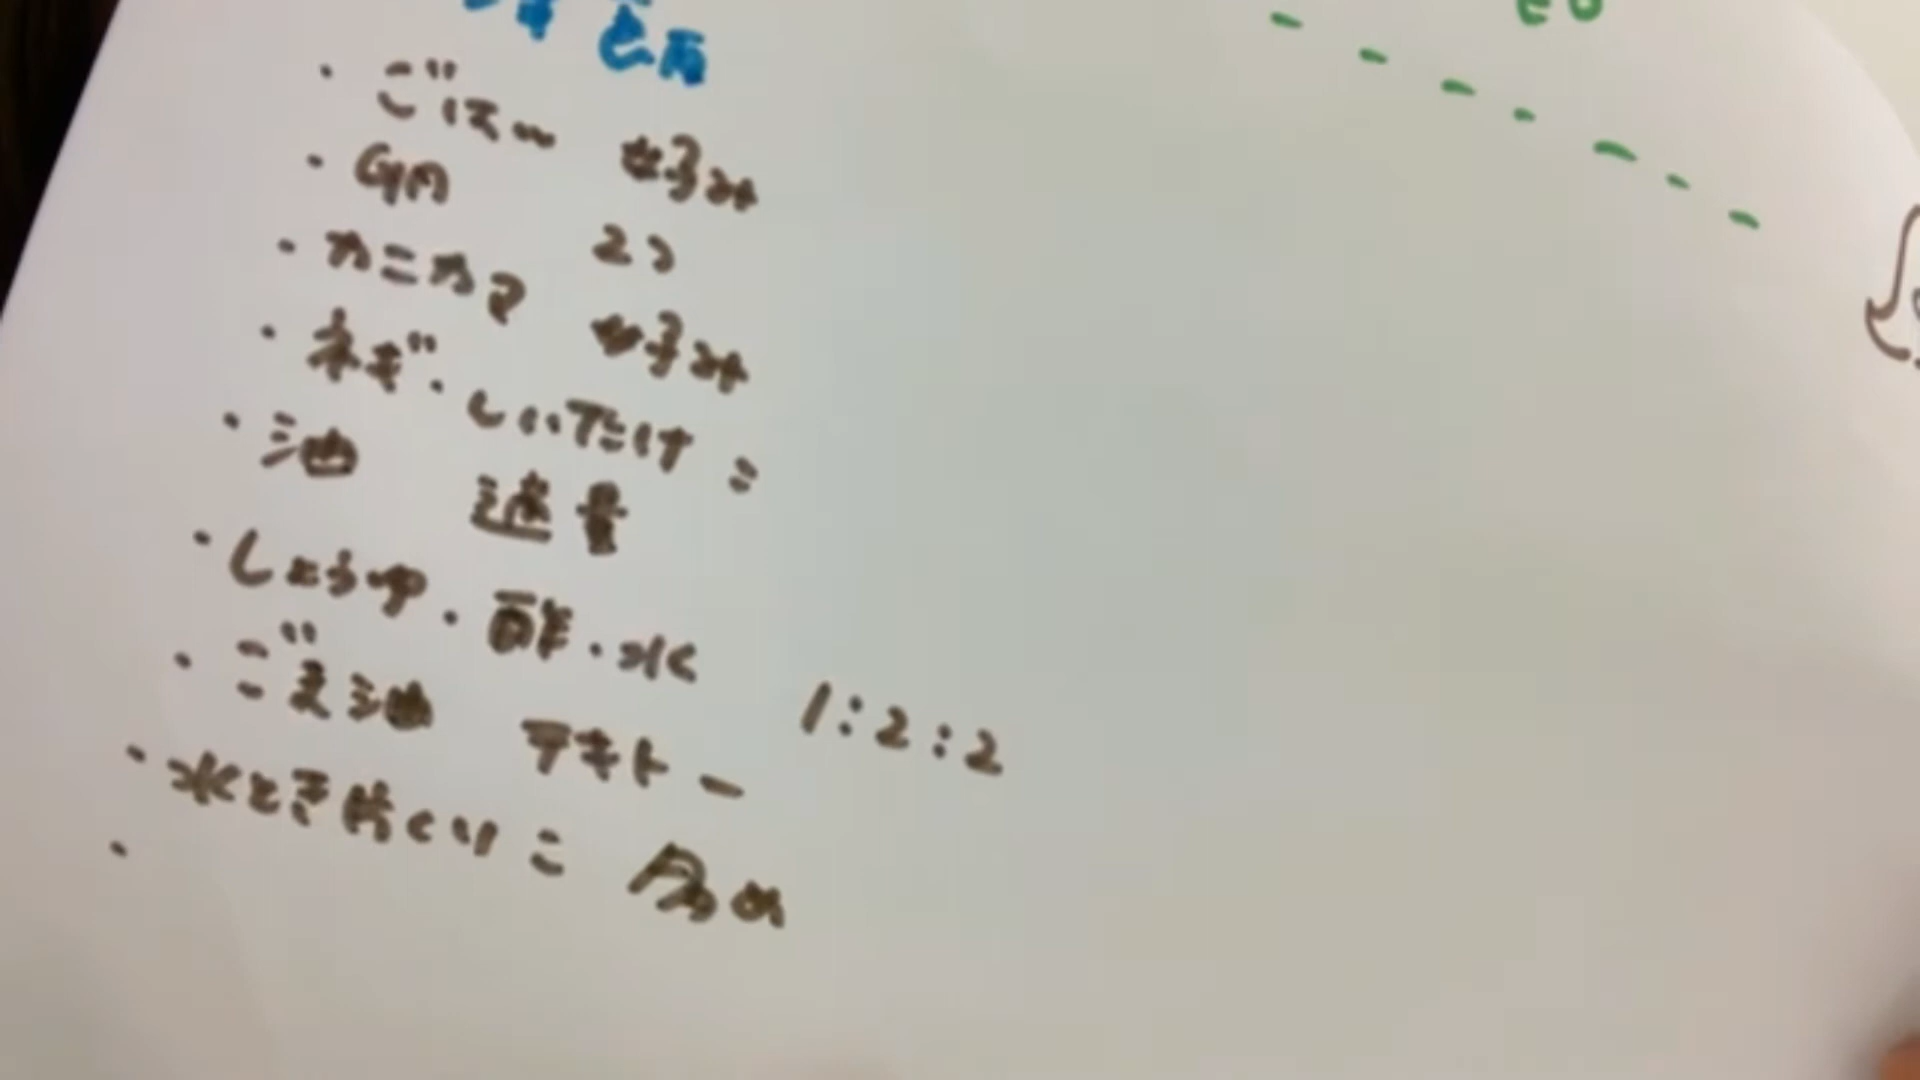 ・ごはん 好み
・GM 2コ
・カニカマ 好み
・ネギ・しいたけ 〃
・油 適量
・しょうゆ・酢・水 1:2:2
・ごま油 テキトー
・水とき片くりこ 多め
・